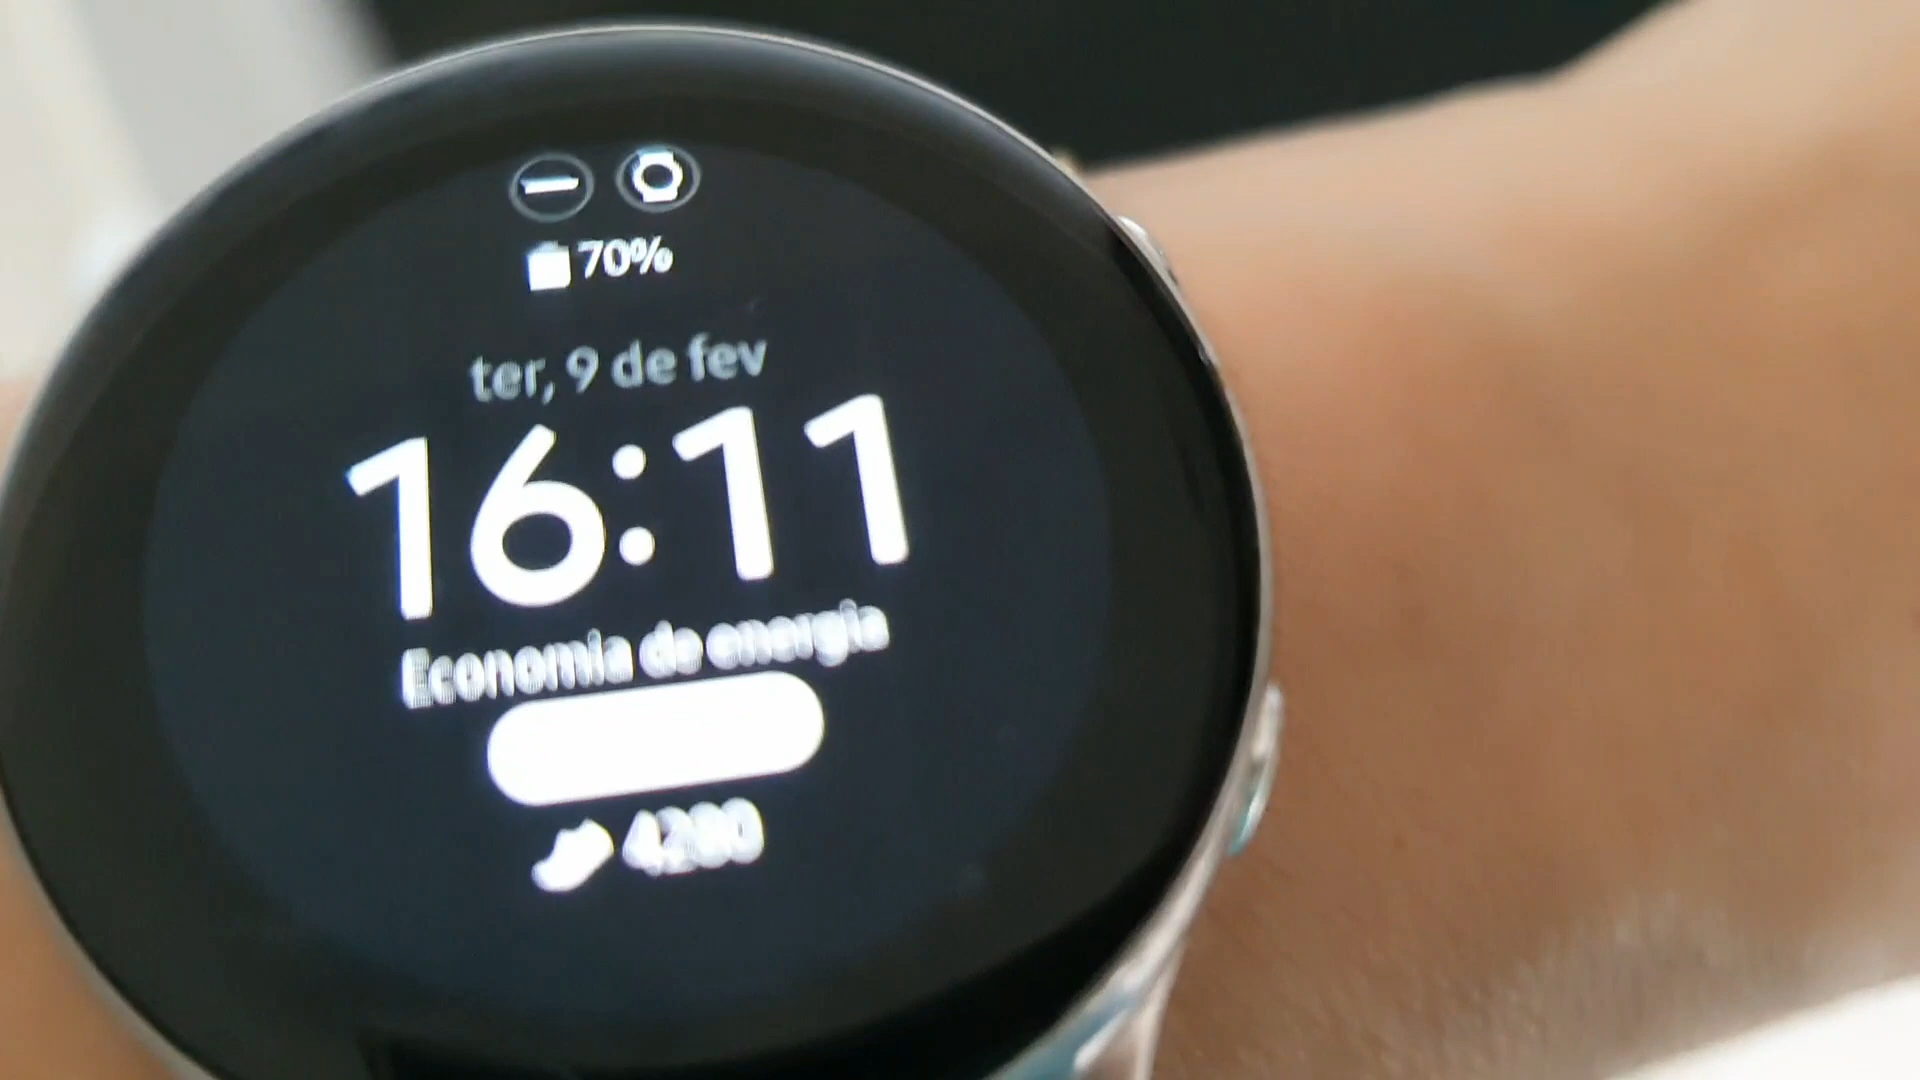 70%
ter, 9 de fev
16:11
Economia de energia